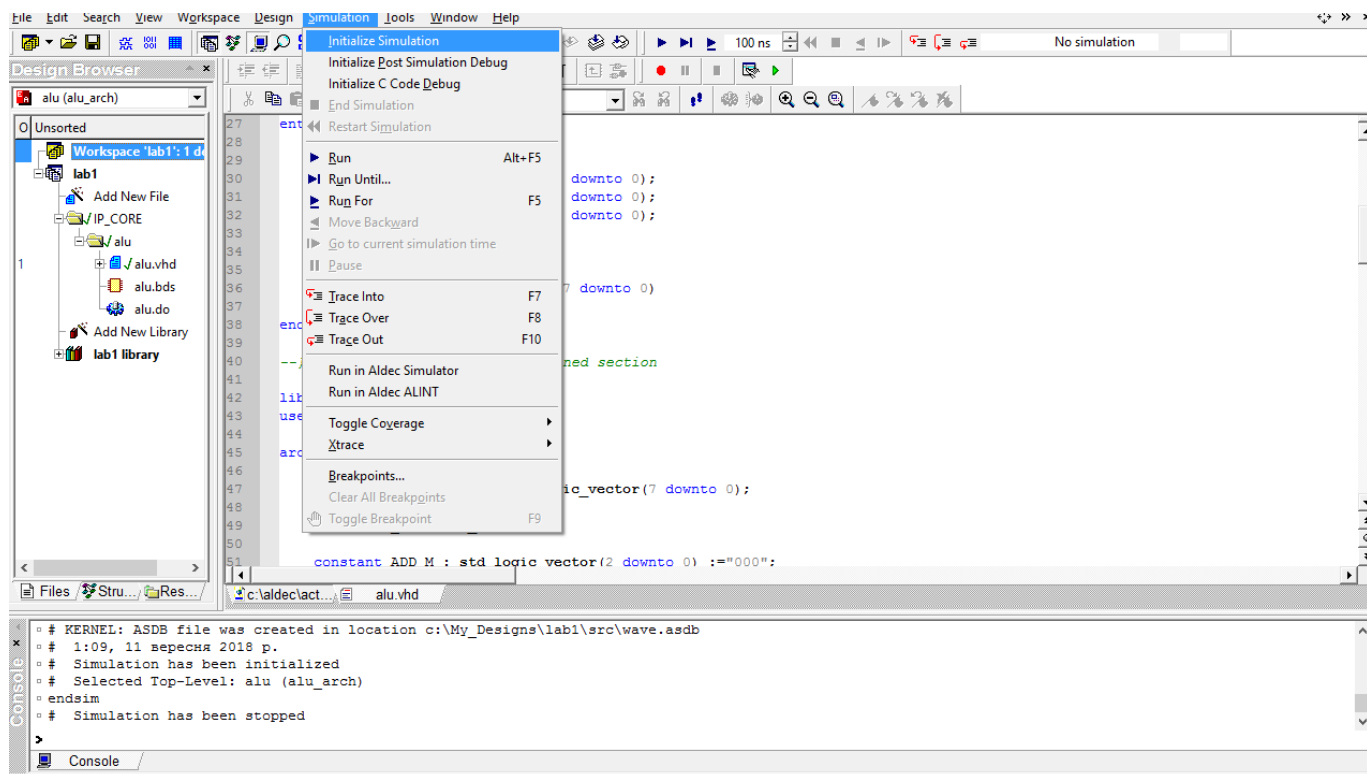 File Edit Search View Workspace Design Simulation Tools Window Help
100 ns No simulation
Design Browser
alu (alu_arch)
O Unsorted
Workspace 'lab1': 1 de
lab1
Add New File
IP_CORE
alu
1 alu.vhd
alu.bds
alu.do
Add New Library
lab1 library
Files Stru... Res...
Initialize Simulation
Initialize Post Simulation Debug
Initialize C Code Debug
End Simulation
Restart Simulation
Run Alt+F5
Run Until...
Run For F5
Move Backward
Go to current simulation time
Pause
Trace Into F7
Trace Over F8
Trace Out F10
Run in Aldec Simulator
Run in Aldec ALINT
Toggle Coverage
Xtrace
Breakpoints...
Clear All Breakpoints
Toggle Breakpoint F9
27 ent
28
29
30 downto 0);
31 downto 0);
32 downto 0);
33
34
35
36 7 downto 0)
37
38 end
39
40 --} ned section
41
42 lib
43 use
44
45 arc
46
47 ic_vector(7 downto 0);
48
49
50
51 constant ADD_M : std_logic_vector(2 downto 0) :="000";
c:\aldec\act... alu.vhd
# KERNEL: ASDB file was created in location c:\My_Designs\lab1\src\wave.asdb
# 1:09, 11 вересня 2018 р.
# Simulation has been initialized
# Selected Top-Level: alu (alu_arch)
endsim
# Simulation has been stopped
>
Console
Console